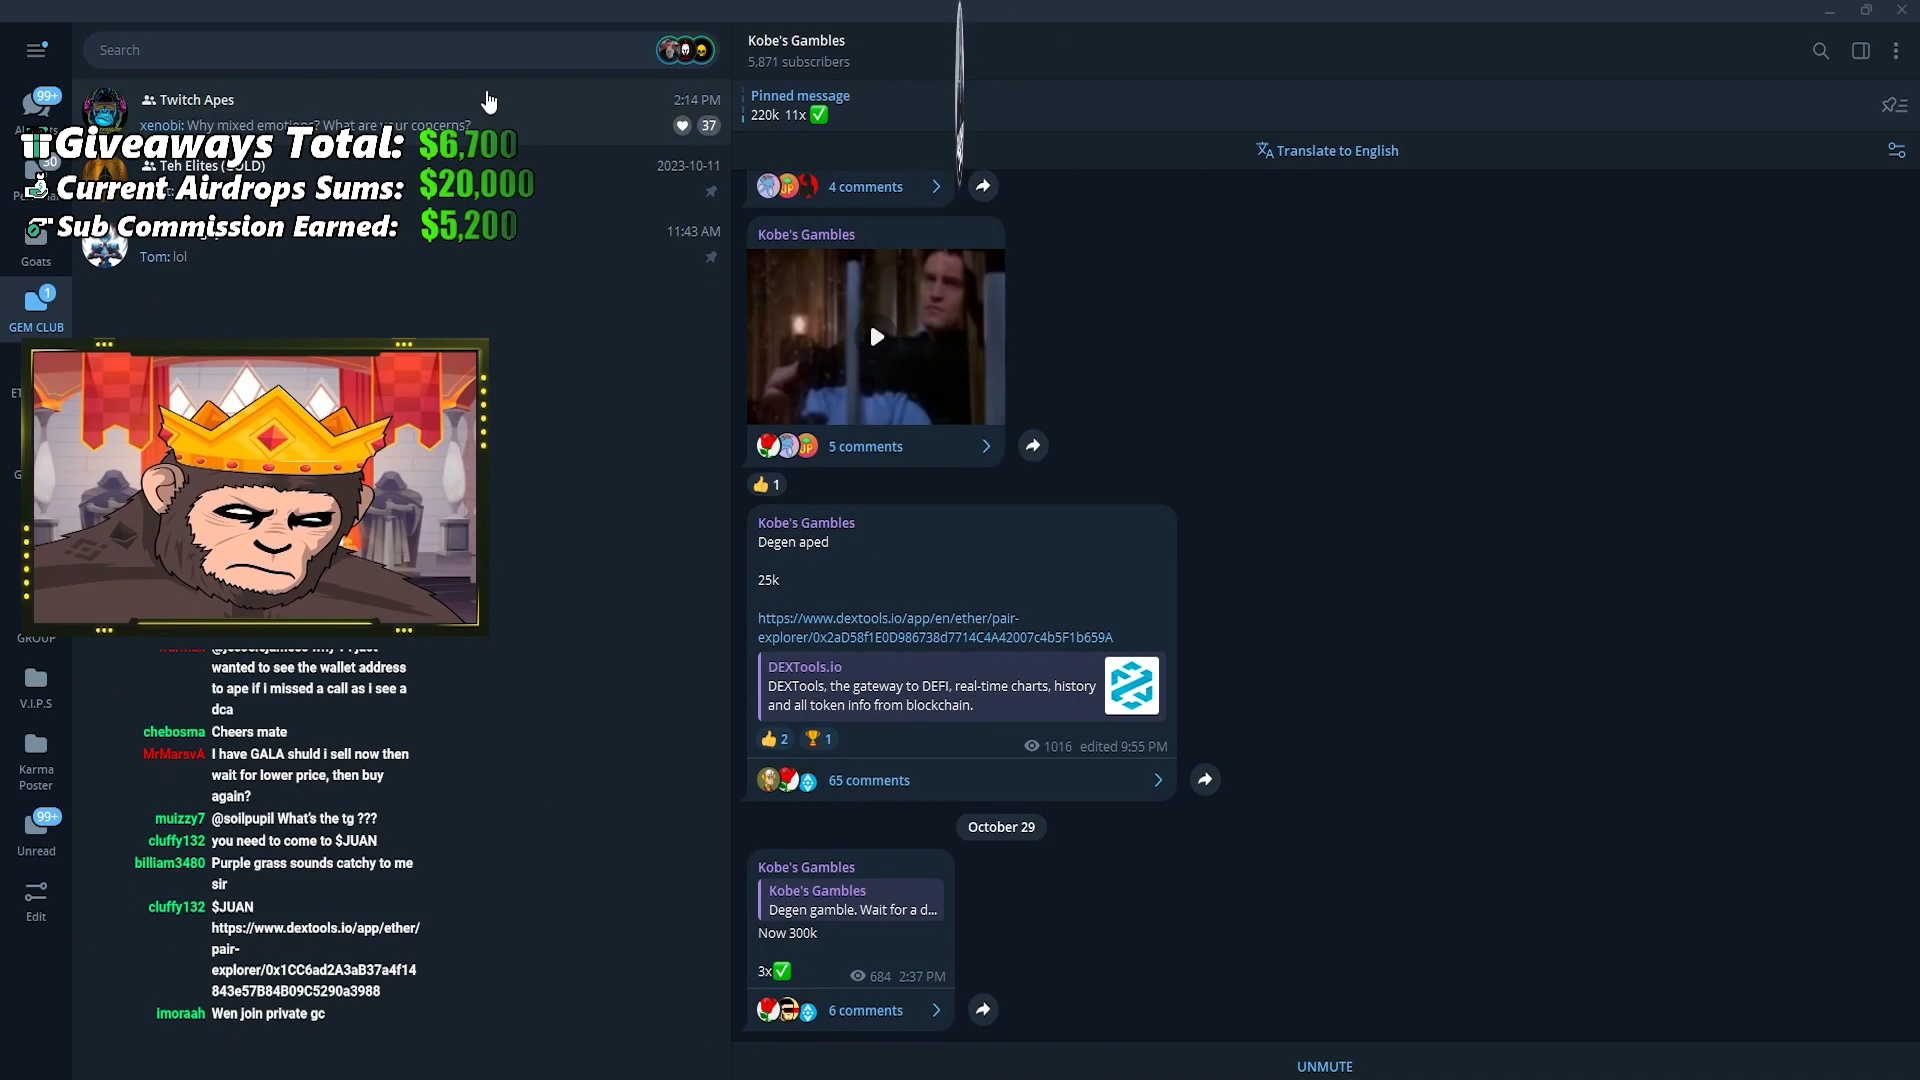 Search
Kobe's Gambles
5,871 subscribers
99+
Twitch Apes
2:14 PM
xenobi: Why mixed emotions? What are your concerns?
37
Pinned message
220k 11x ✅
Translate to English
Giveaways Total: $6,700
Teh Elites
2023-10-11
Current Airdrops Sums: $20,000
Sub Commission Earned: $5,200
11:43 AM
Tom: lol
Goats
1
GEM CLUB
GROUP
V.I.P.S
Karma
Poster
99+
Unread
Edit
wanted to see the wallet address
to ape if i missed a call as i see a
dca
chebosma Cheers mate
MrMarsvA I have GALA shuld i sell now then
wait for lower price, then buy
again?
muizzy7 @soilpupil What's the tg ???
cluffy132 you need to come to $JUAN
billiam3480 Purple grass sounds catchy to me
sir
cluffy132 $JUAN
https://www.dextools.io/app/ether/
pair-
explorer/0x1CC6ad2A3aB37a4f14
843e57B84B09C5290a3988
Wen join private gc
4 comments
Kobe's Gambles
5 comments
👍 1
Kobe's Gambles
Degen aped
25k
https://www.dextools.io/app/en/ether/pair-
explorer/0x2aD58f1E0D986738d7714C4A42007c4b5F1b659A
DEXTools.io
DEXTools, the gateway to DEFI, real-time charts, history
and all token info from blockchain.
👍 2 🏆 1
1016 edited 9:55 PM
65 comments
October 29
Kobe's Gambles
Kobe's Gambles
Degen gamble. Wait for a d...
Now 300k
3x✅
684 2:37 PM
6 comments
UNMUTE